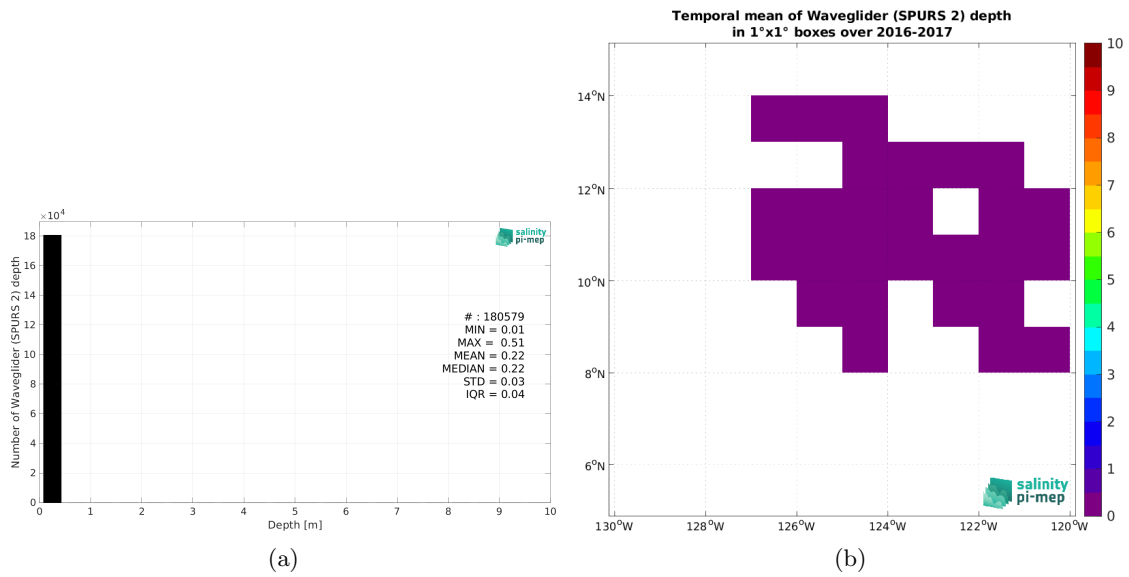 ×10⁴
18
16
14
12
10
8
6
4
2
0
Number of Waveglider (SPURS 2) depth
salinity
pi-mep
# : 180579
MIN = 0.01
MAX = 0.51
MEAN = 0.22
MEDIAN = 0.22
STD = 0.03
IQR = 0.04
0 1 2 3 4 5 6 7 8 9 10
Depth [m]
(a)
Temporal mean of Waveglider (SPURS 2) depth
in 1°x1° boxes over 2016-2017
14°N
12°N
10°N
8°N
6°N
130°W 128°W 126°W 124°W 122°W 120°W
salinity
pi-mep
10
9
8
7
6
5
4
3
2
1
0
(b)